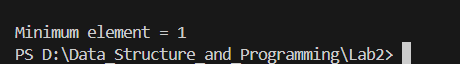 Minimum element = 1
PS D:\Data_Structure_and_Programming\Lab2>